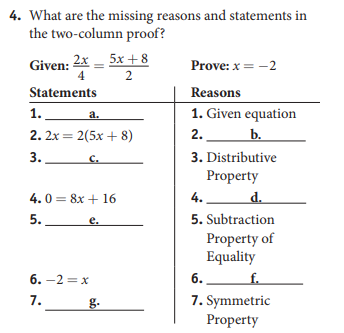 4. What are the missing reasons and statements in
the two-column proof?
Given: 2x/4 = 5x + 8/2 Prove: x = −2
Statements Reasons
1. a. 1. Given equation
2. 2x = 2(5x + 8) 2. b.
3. c. 3. Distributive
Property
4. 0 = 8x + 16 4. d.
5. e. 5. Subtraction
Property of
Equality
6. −2 = x 6. f.
7. g. 7. Symmetric
Property